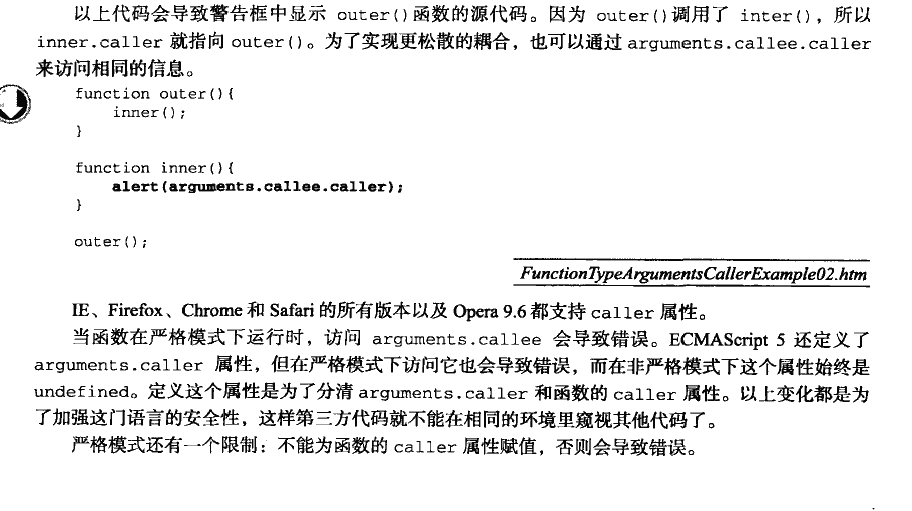 以上代码会导致警告框中显示 outer()函数的源代码。因为 outer()调用了 inter()，所以
inner.caller 就指向 outer()。为了实现更松散的耦合，也可以通过 arguments.callee.caller
来访问相同的信息。
function outer(){
inner();
}
function inner(){
alert(arguments.callee.caller);
}
outer();
FunctionTypeArgumentsCallerExample02.htm
IE、Firefox、Chrome 和 Safari 的所有版本以及 Opera 9.6 都支持 caller 属性。
当函数在严格模式下运行时，访问 arguments.callee 会导致错误。ECMAScript 5 还定义了
arguments.caller 属性，但在严格模式下访问它也会导致错误，而在非严格模式下这个属性始终是
undefined。定义这个属性是为了分清 arguments.caller 和函数的 caller 属性。以上变化都是为
了加强这门语言的安全性，这样第三方代码就不能在相同的环境里窥视其他代码了。
严格模式还有一个限制：不能为函数的 caller 属性赋值，否则会导致错误。